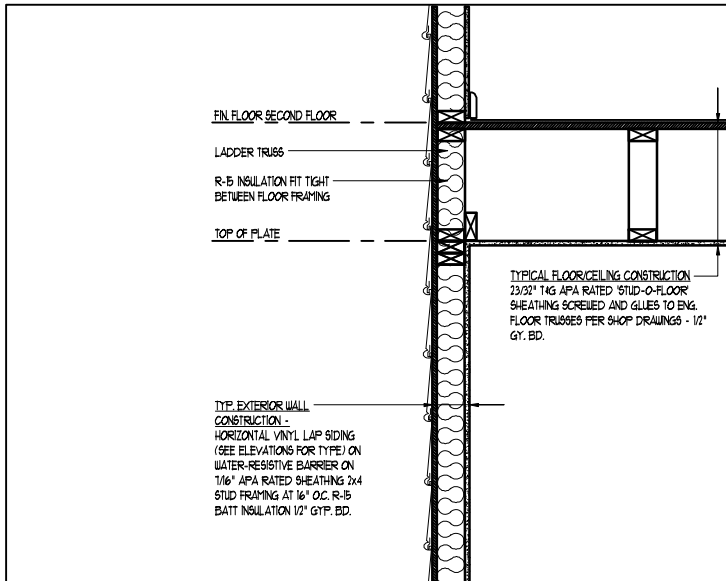 FIN. FLOOR SECOND FLOOR
LADDER TRUSS
R-15 INSULATION FIT TIGHT
BETWEEN FLOOR FRAMING
TOP OF PLATE
TYPICAL FLOOR/CEILING CONSTRUCTION
23/32" T&G APA RATED 'STUD-O-FLOOR'
SHEATHING SCREWED AND GLUES TO ENG.
FLOOR TRUSSES PER SHOP DRAWINGS - 1/2"
GY. BD.
TYP. EXTERIOR WALL
CONSTRUCTION -
HORIZONTAL VINYL LAP SIDING
(SEE ELEVATIONS FOR TYPE) ON
WATER-RESISTIVE BARRIER ON
7/16" APA RATED SHEATHING 2x4
STUD FRAMING AT 16" O.C. R-15
BATT INSULATION 1/2" GYP. BD.